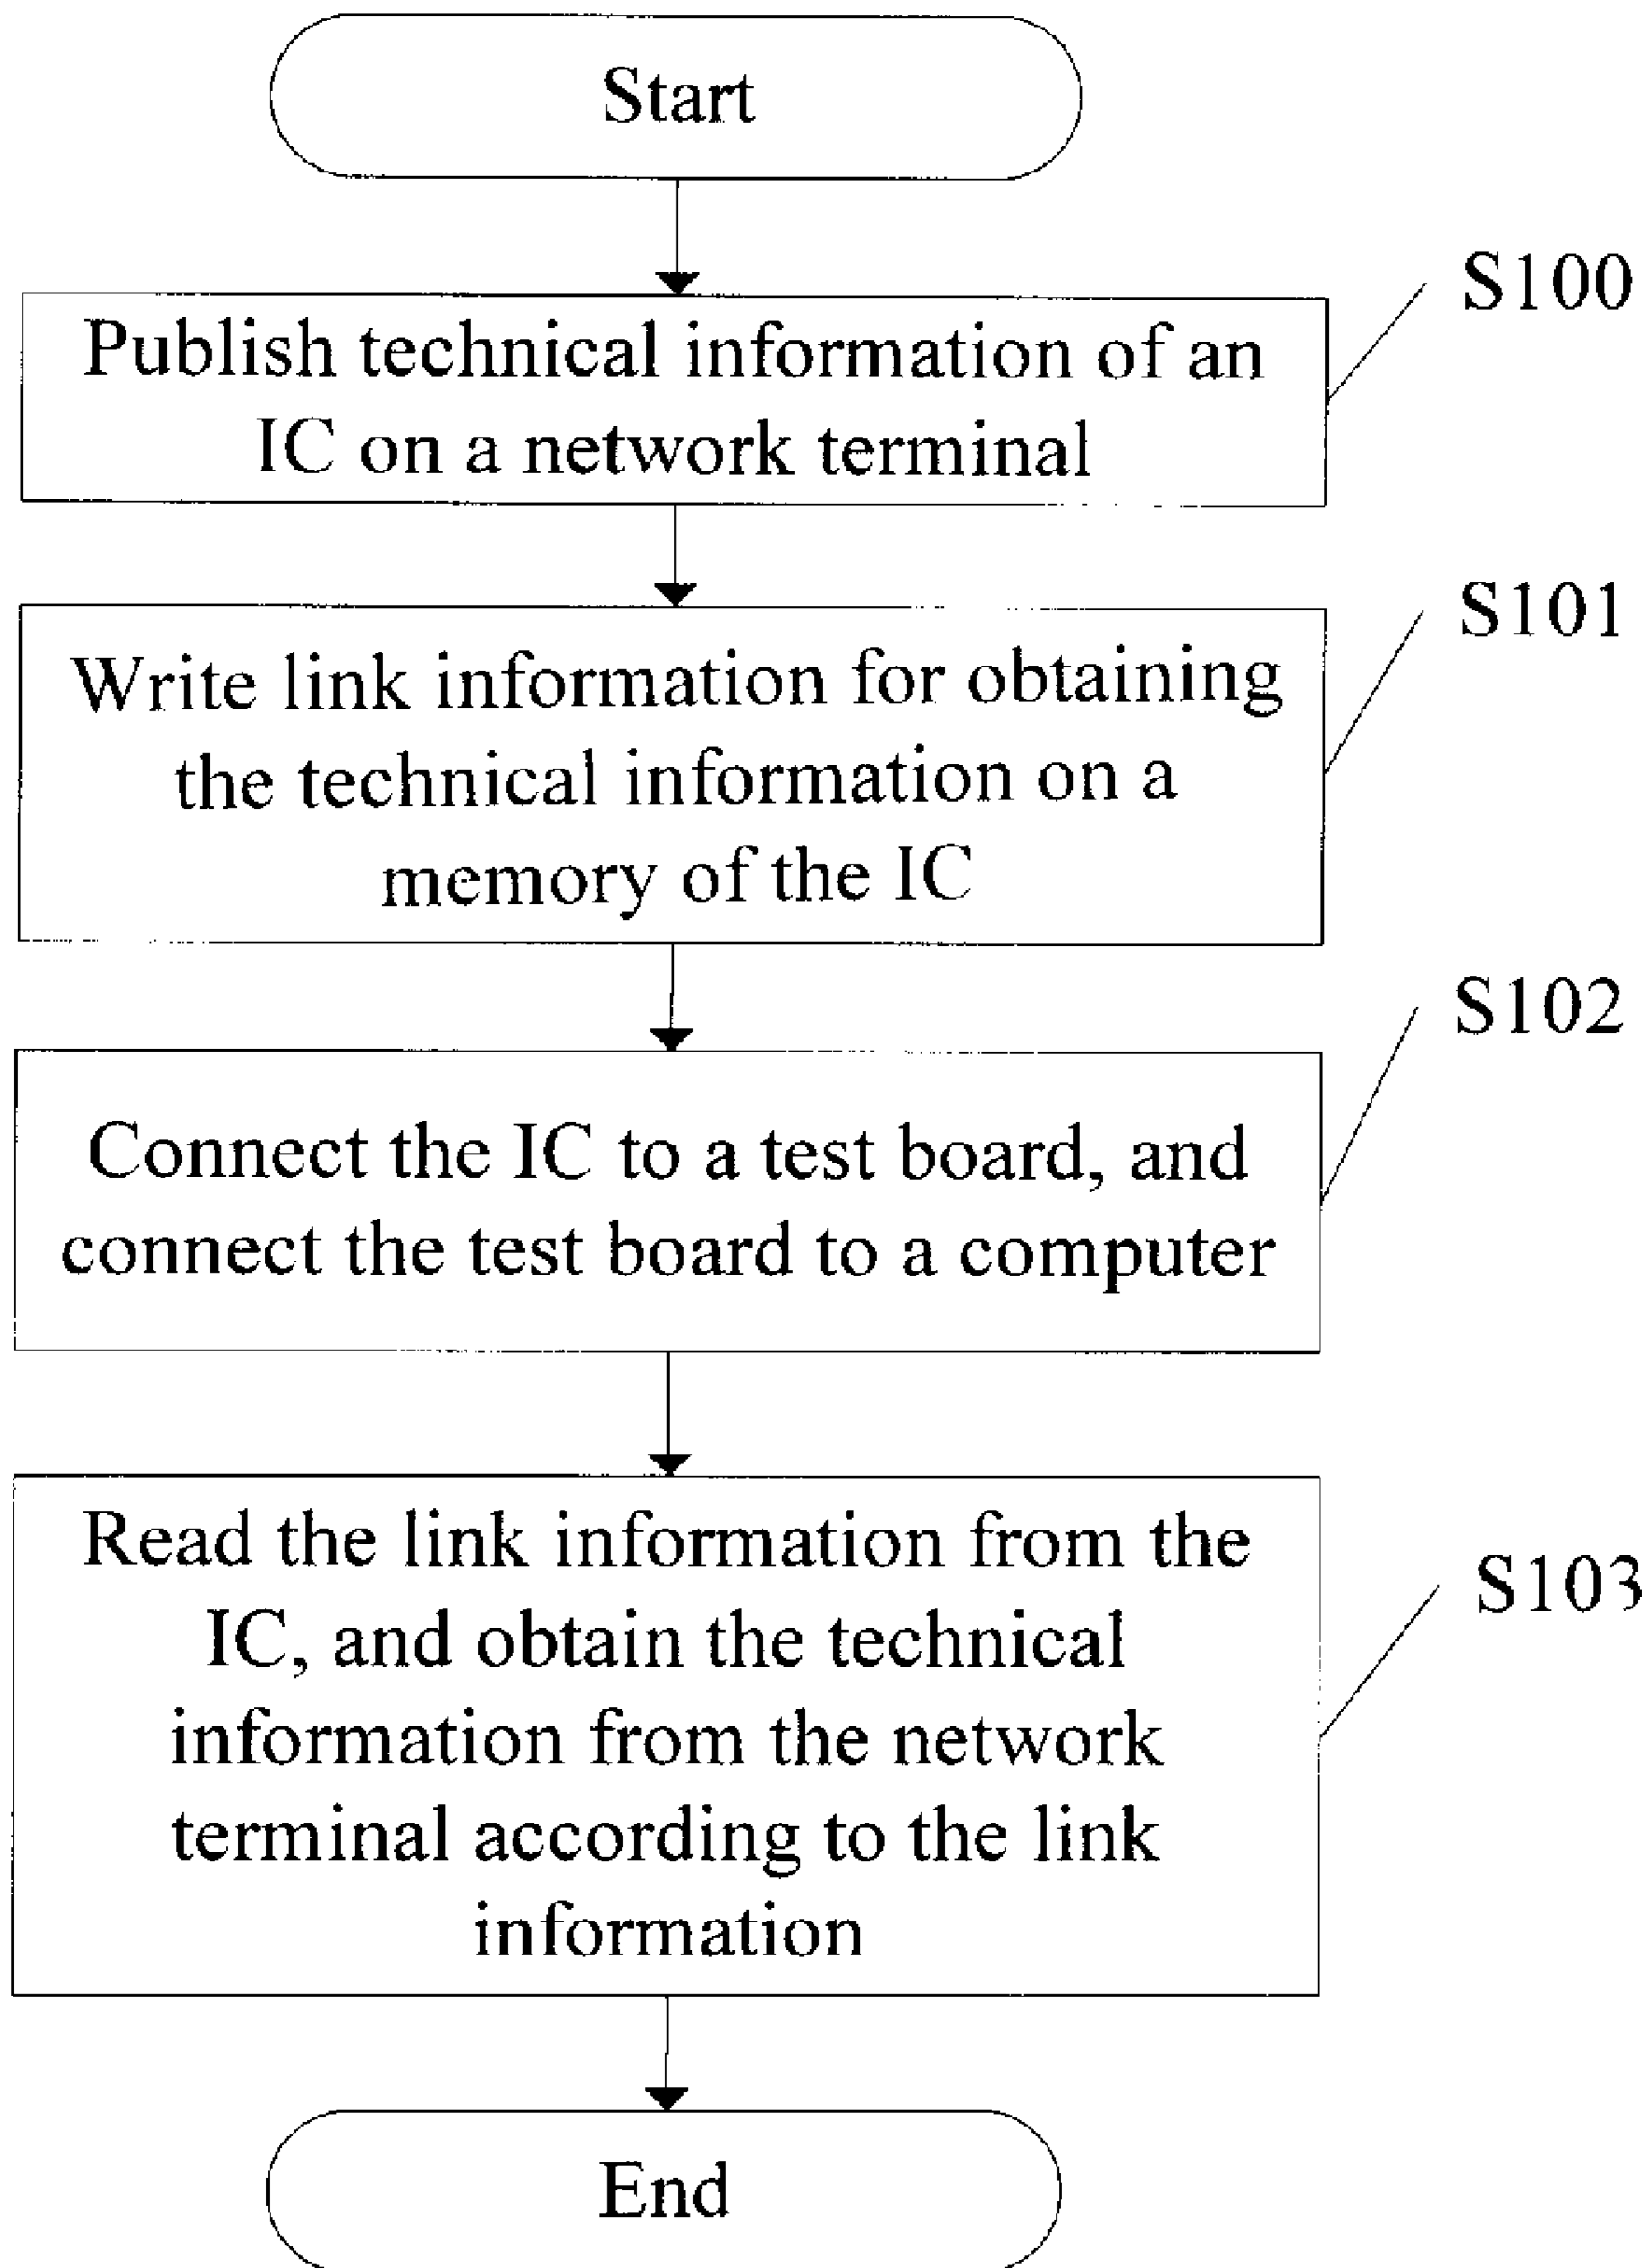 Start
S100
Publish technical information of an
IC on a network terminal
S101
Write link information for obtaining
the technical information on a
memory of the IC
S102
Connect the IC to a test board, and
connect the test board to a computer
S103
Read the link information from the
IC, and obtain the technical
information from the network
terminal according to the link
information
End